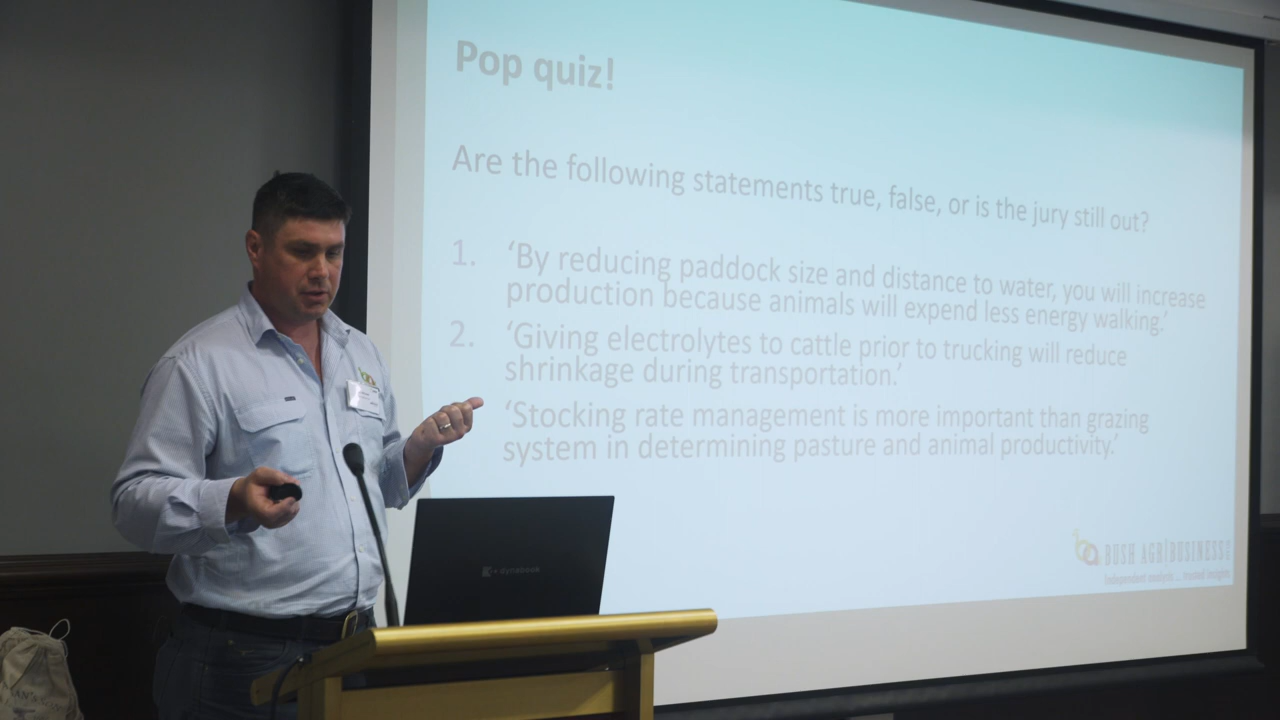 Pop quiz!
Are the following statements true, false, or is the jury still out?
1. ‘By reducing paddock size and distance to water, you will increase
production because animals will expend less energy walking.’
2. ‘Giving electrolytes to cattle prior to trucking will reduce
shrinkage during transportation.’
‘Stocking rate management is more important than grazing
system in determining pasture and animal productivity.’
BUSH AGRIBUSINESS
independent analysis ... trusted insights
dynabook